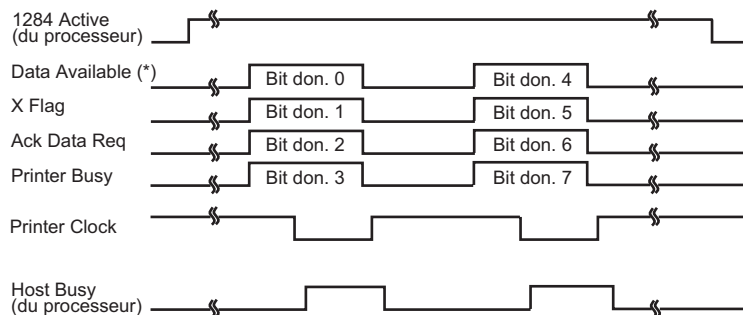 1284 Active
(du processeur)
Data Available (*)
Bit don. 0
Bit don. 4
X Flag
Bit don. 1
Bit don. 5
Ack Data Req
Bit don. 2
Bit don. 6
Printer Busy
Bit don. 3
Bit don. 7
Printer Clock
Host Busy
(du processeur)